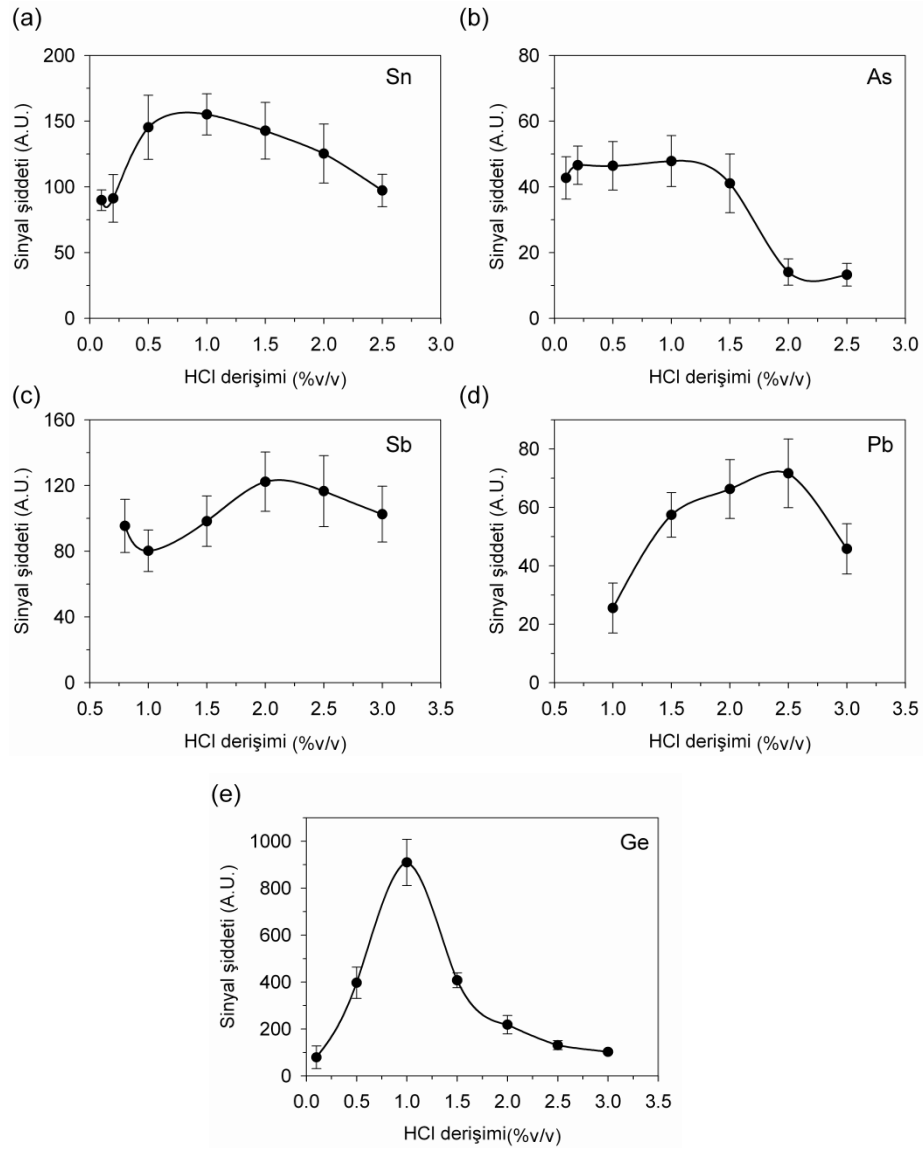 (a)
Sn
200
150
100
50
0
Sinyal şiddeti (A.U.)
0.0 0.5 1.0 1.5 2.0 2.5 3.0
HCl derişimi (%v/v)
(b)
As
80
60
40
20
0
Sinyal şiddeti (A.U.)
0.0 0.5 1.0 1.5 2.0 2.5 3.0
HCl derişimi (%v/v)
(c)
Sb
160
120
80
40
0
Sinyal şiddeti (A.U.)
0.5 1.0 1.5 2.0 2.5 3.0 3.5
HCl derişimi (%v/v)
(d)
Pb
80
60
40
20
0
Sinyal şiddeti (A.U.)
0.5 1.0 1.5 2.0 2.5 3.0 3.5
HCl derişimi (%v/v)
(e)
Ge
1000
800
600
400
200
0
Sinyal şiddeti (A.U.)
0.0 0.5 1.0 1.5 2.0 2.5 3.0 3.5
HCl derişimi(%v/v)